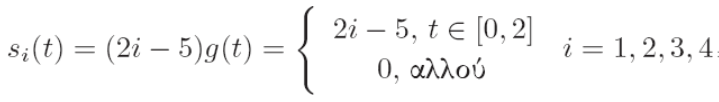 s_i(t) = (2i − 5)g(t) = { 2i − 5, t ∈ [0, 2]
0, αλλού
i = 1, 2, 3, 4,